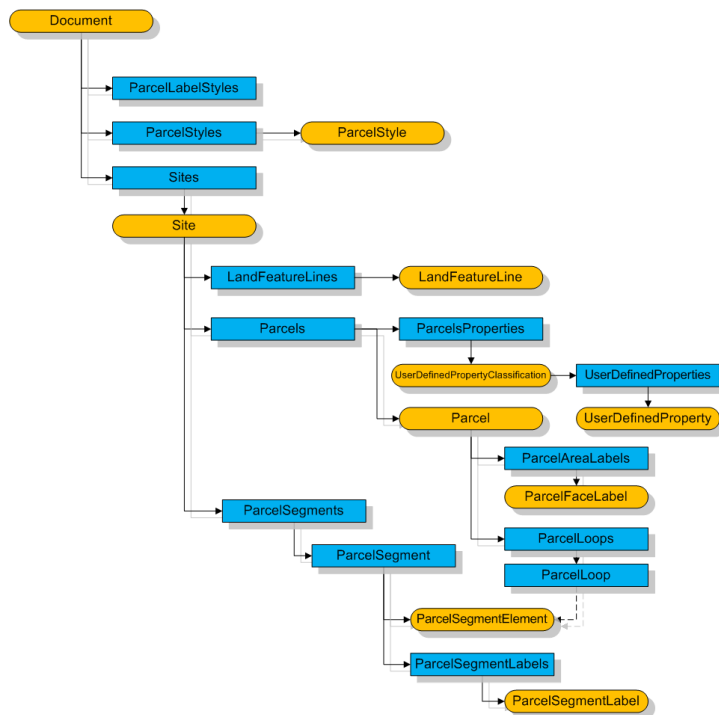 Document
ParcelLabelStyles
ParcelStyles
ParcelStyle
Sites
Site
LandFeatureLines
LandFeatureLine
Parcels
ParcelsProperties
UserDefinedPropertyClassification
UserDefinedProperties
Parcel
UserDefinedProperty
ParcelAreaLabels
ParcelFaceLabel
ParcelSegments
ParcelLoops
ParcelSegment
ParcelLoop
ParcelSegmentElement
ParcelSegmentLabels
ParcelSegmentLabel